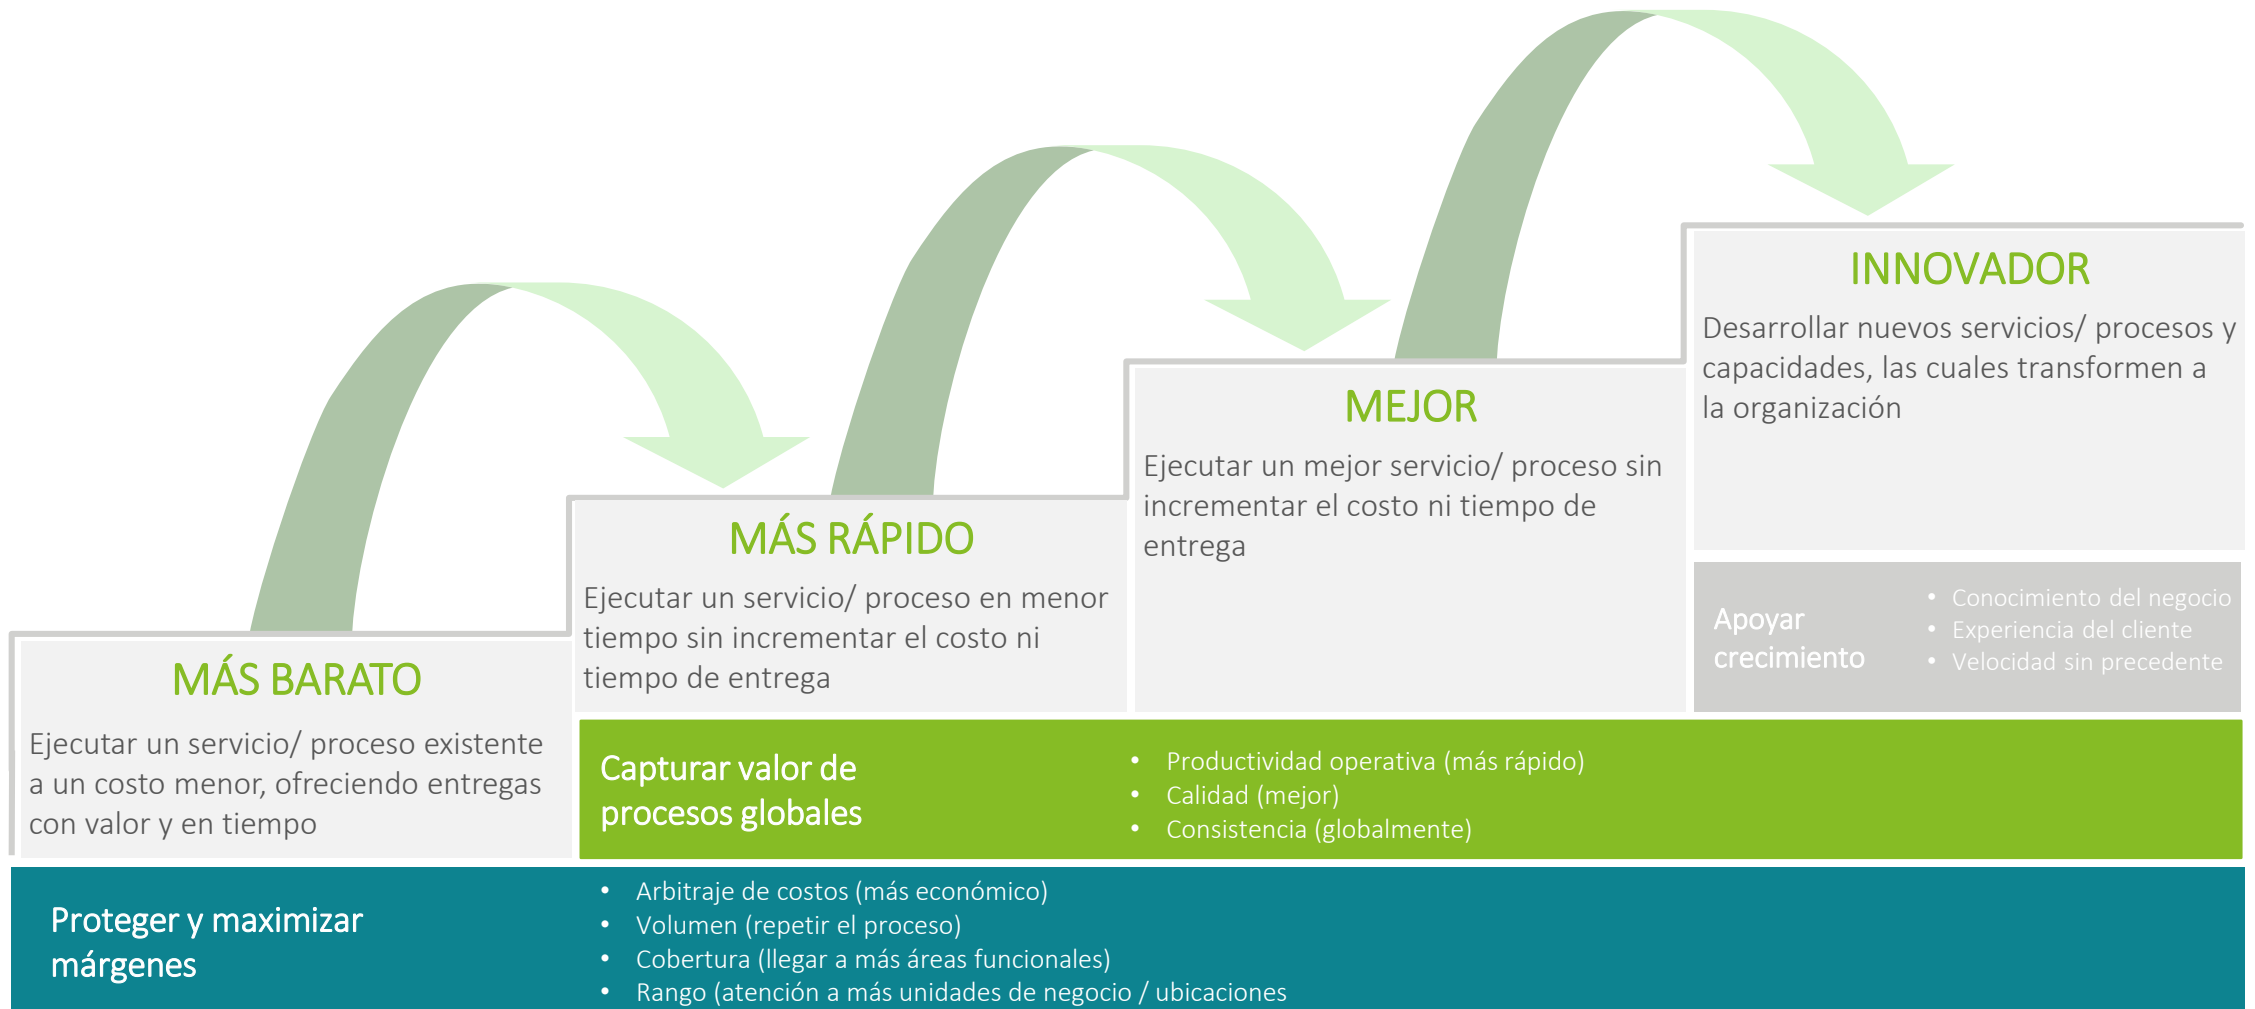 INNOVADOR
Desarrollar nuevos servicios/ procesos y
capacidades, las cuales transformen a
la organización
MEJOR
Ejecutar un mejor servicio/ proceso sin
incrementar el costo ni tiempo de
entrega
MÁS RÁPIDO
Ejecutar un servicio/ proceso en menor
tiempo sin incrementar el costo ni
tiempo de entrega
MÁS BARATO
Ejecutar un servicio/ proceso existente
a un costo menor, ofreciendo entregas
con valor y en tiempo
Apoyar
crecimiento
• Conocimiento del negocio
• Experiencia del cliente
• Velocidad sin precedente
Capturar valor de
procesos globales
• Productividad operativa (más rápido)
• Calidad (mejor)
• Consistencia (globalmente)
Proteger y maximizar
márgenes
• Arbitraje de costos (más económico)
• Volumen (repetir el proceso)
• Cobertura (llegar a más áreas funcionales)
• Rango (atención a más unidades de negocio / ubicaciones